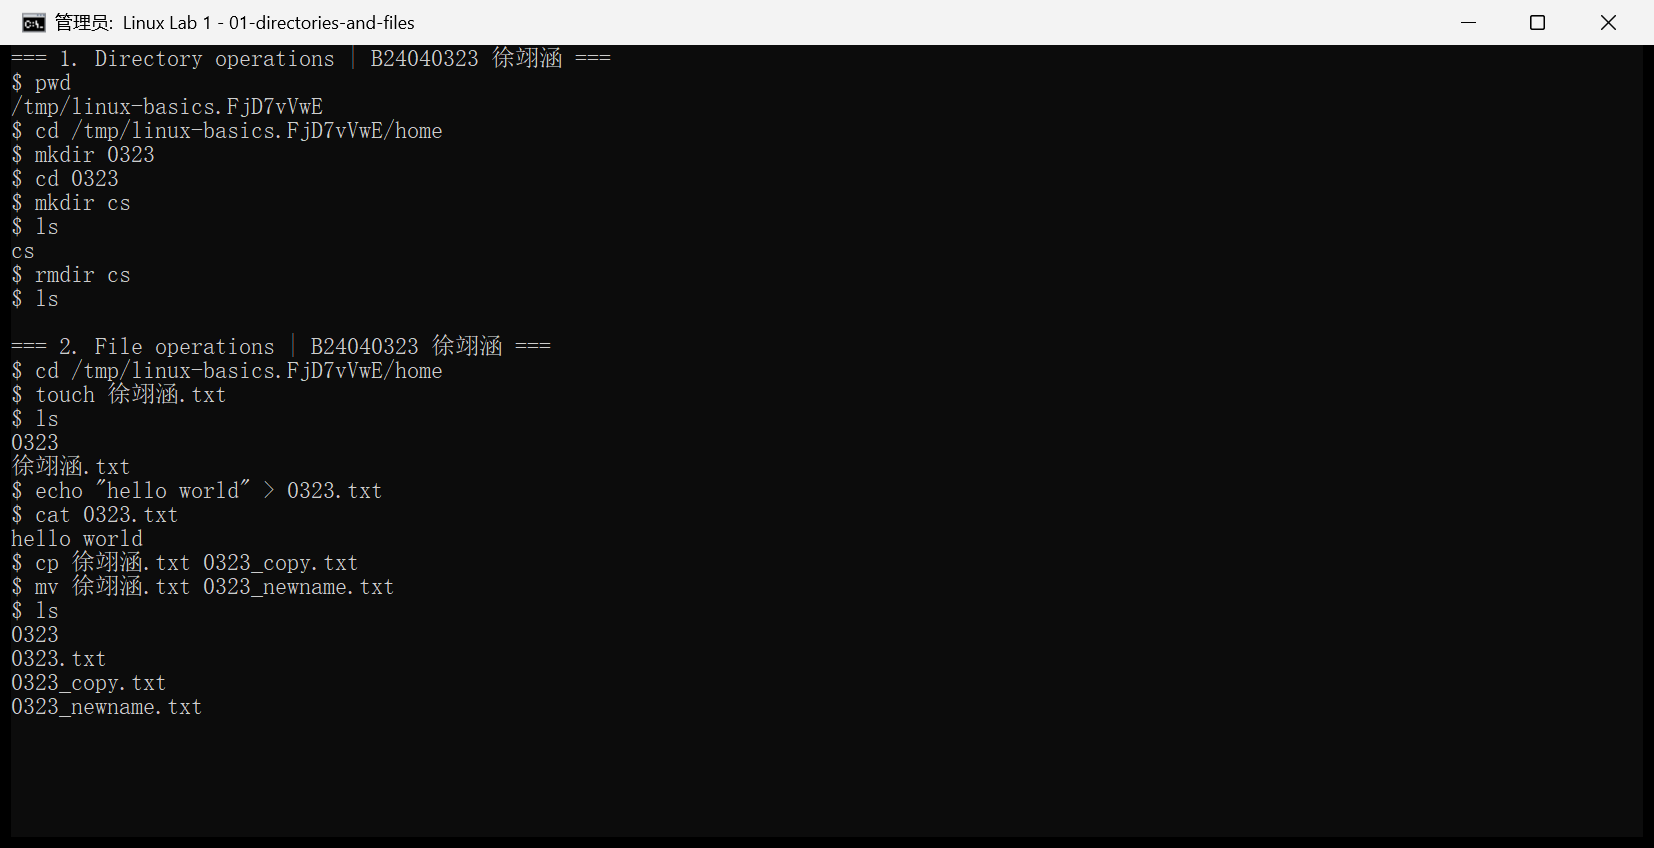 管理员: Linux Lab 1 - 01-directories-and-files
=== 1. Directory operations | B24040323 徐翊涵 ===
$ pwd
/tmp/linux-basics.FjD7vVwE
$ cd /tmp/linux-basics.FjD7vVwE/home
$ mkdir 0323
$ cd 0323
$ mkdir cs
$ ls
cs
$ rmdir cs
$ ls
=== 2. File operations | B24040323 徐翊涵 ===
$ cd /tmp/linux-basics.FjD7vVwE/home
$ touch 徐翊涵.txt
$ ls
0323
徐翊涵.txt
$ echo "hello world" > 0323.txt
$ cat 0323.txt
hello world
$ cp 徐翊涵.txt 0323_copy.txt
$ mv 徐翊涵.txt 0323_newname.txt
$ ls
0323
0323.txt
0323_copy.txt
0323_newname.txt